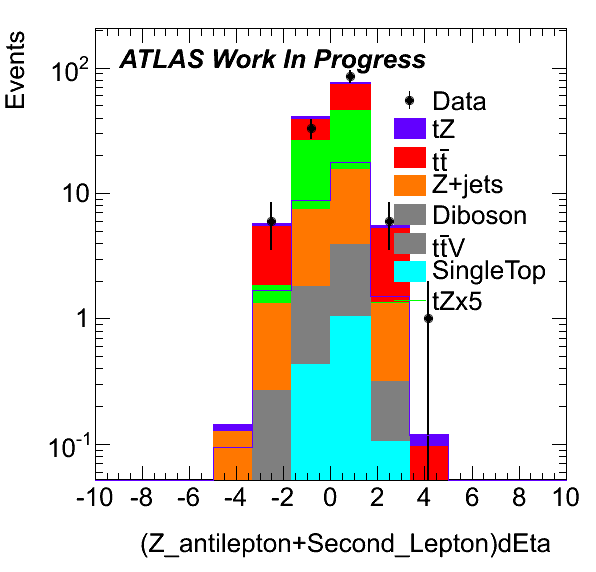 Events
ATLAS Work In Progress
10²
10
1
10⁻¹
Data
tZ
tt̄
Z+jets
Diboson
tt̄V
SingleTop
tZx5
-10 -8 -6 -4 -2 0 2 4 6 8 10
(Z_antilepton+Second_Lepton)dEta